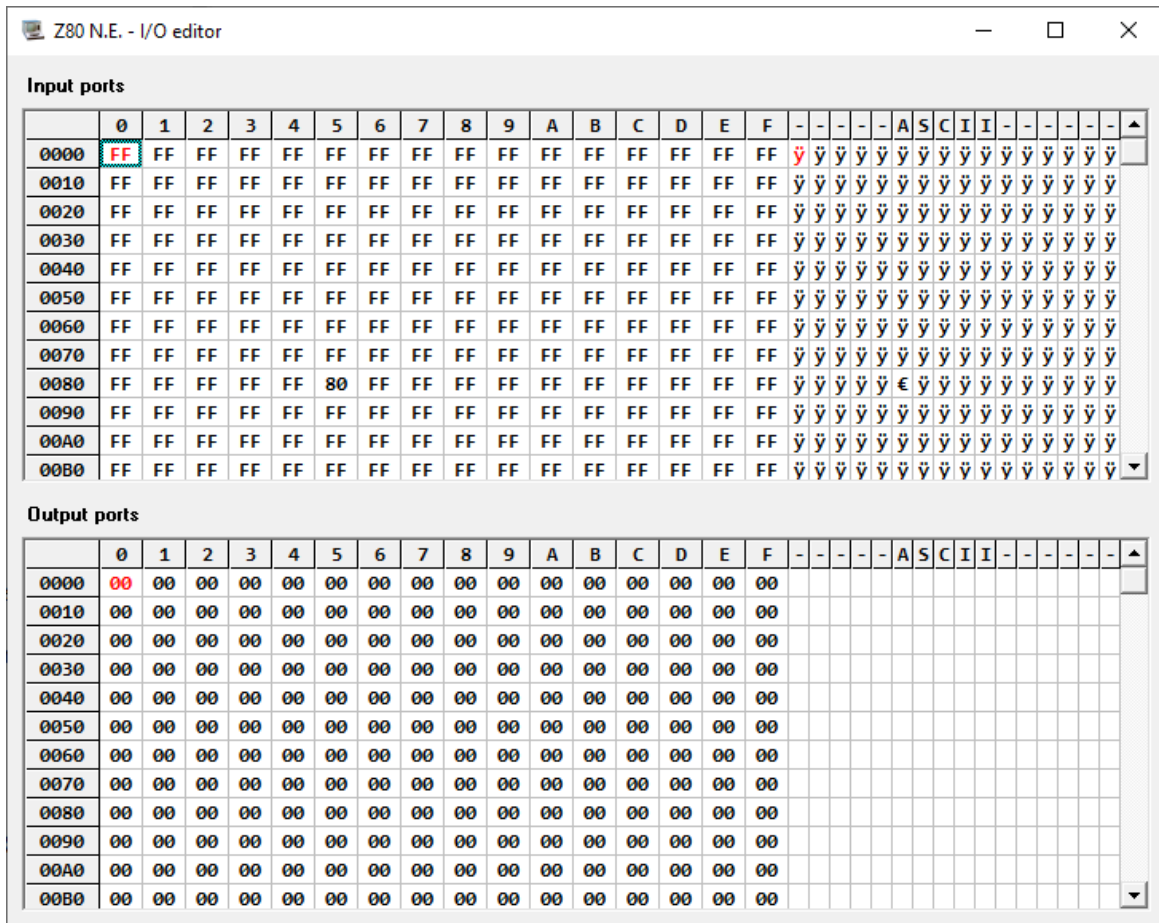 Z80 N.E. - I/O editor
Input ports
0 1 2 3 4 5 6 7 8 9 A B C D E F - - - - - A S C I I - - - - - -
0000 FF FF FF FF FF FF FF FF FF FF FF FF FF FF FF FF ÿ ÿ ÿ ÿ ÿ ÿ ÿ ÿ ÿ ÿ ÿ ÿ ÿ ÿ ÿ ÿ
0010 FF FF FF FF FF FF FF FF FF FF FF FF FF FF FF FF ÿ ÿ ÿ ÿ ÿ ÿ ÿ ÿ ÿ ÿ ÿ ÿ ÿ ÿ ÿ ÿ
0020 FF FF FF FF FF FF FF FF FF FF FF FF FF FF FF FF ÿ ÿ ÿ ÿ ÿ ÿ ÿ ÿ ÿ ÿ ÿ ÿ ÿ ÿ ÿ ÿ
0030 FF FF FF FF FF FF FF FF FF FF FF FF FF FF FF FF ÿ ÿ ÿ ÿ ÿ ÿ ÿ ÿ ÿ ÿ ÿ ÿ ÿ ÿ ÿ ÿ
0040 FF FF FF FF FF FF FF FF FF FF FF FF FF FF FF FF ÿ ÿ ÿ ÿ ÿ ÿ ÿ ÿ ÿ ÿ ÿ ÿ ÿ ÿ ÿ ÿ
0050 FF FF FF FF FF FF FF FF FF FF FF FF FF FF FF FF ÿ ÿ ÿ ÿ ÿ ÿ ÿ ÿ ÿ ÿ ÿ ÿ ÿ ÿ ÿ ÿ
0060 FF FF FF FF FF FF FF FF FF FF FF FF FF FF FF FF ÿ ÿ ÿ ÿ ÿ ÿ ÿ ÿ ÿ ÿ ÿ ÿ ÿ ÿ ÿ ÿ
0070 FF FF FF FF FF FF FF FF FF FF FF FF FF FF FF FF ÿ ÿ ÿ ÿ ÿ ÿ ÿ ÿ ÿ ÿ ÿ ÿ ÿ ÿ ÿ ÿ
0080 FF FF FF FF FF 80 FF FF FF FF FF FF FF FF FF FF ÿ ÿ ÿ ÿ ÿ € ÿ ÿ ÿ ÿ ÿ ÿ ÿ ÿ ÿ ÿ
0090 FF FF FF FF FF FF FF FF FF FF FF FF FF FF FF FF ÿ ÿ ÿ ÿ ÿ ÿ ÿ ÿ ÿ ÿ ÿ ÿ ÿ ÿ ÿ ÿ
00A0 FF FF FF FF FF FF FF FF FF FF FF FF FF FF FF FF ÿ ÿ ÿ ÿ ÿ ÿ ÿ ÿ ÿ ÿ ÿ ÿ ÿ ÿ ÿ ÿ
00B0 FF FF FF FF FF FF FF FF FF FF FF FF FF FF FF FF ÿ ÿ ÿ ÿ ÿ ÿ ÿ ÿ ÿ ÿ ÿ ÿ ÿ ÿ ÿ ÿ
Output ports
0 1 2 3 4 5 6 7 8 9 A B C D E F - - - - - A S C I I - - - - - -
0000 00 00 00 00 00 00 00 00 00 00 00 00 00 00 00 00
0010 00 00 00 00 00 00 00 00 00 00 00 00 00 00 00 00
0020 00 00 00 00 00 00 00 00 00 00 00 00 00 00 00 00
0030 00 00 00 00 00 00 00 00 00 00 00 00 00 00 00 00
0040 00 00 00 00 00 00 00 00 00 00 00 00 00 00 00 00
0050 00 00 00 00 00 00 00 00 00 00 00 00 00 00 00 00
0060 00 00 00 00 00 00 00 00 00 00 00 00 00 00 00 00
0070 00 00 00 00 00 00 00 00 00 00 00 00 00 00 00 00
0080 00 00 00 00 00 00 00 00 00 00 00 00 00 00 00 00
0090 00 00 00 00 00 00 00 00 00 00 00 00 00 00 00 00
00A0 00 00 00 00 00 00 00 00 00 00 00 00 00 00 00 00
00B0 00 00 00 00 00 00 00 00 00 00 00 00 00 00 00 00